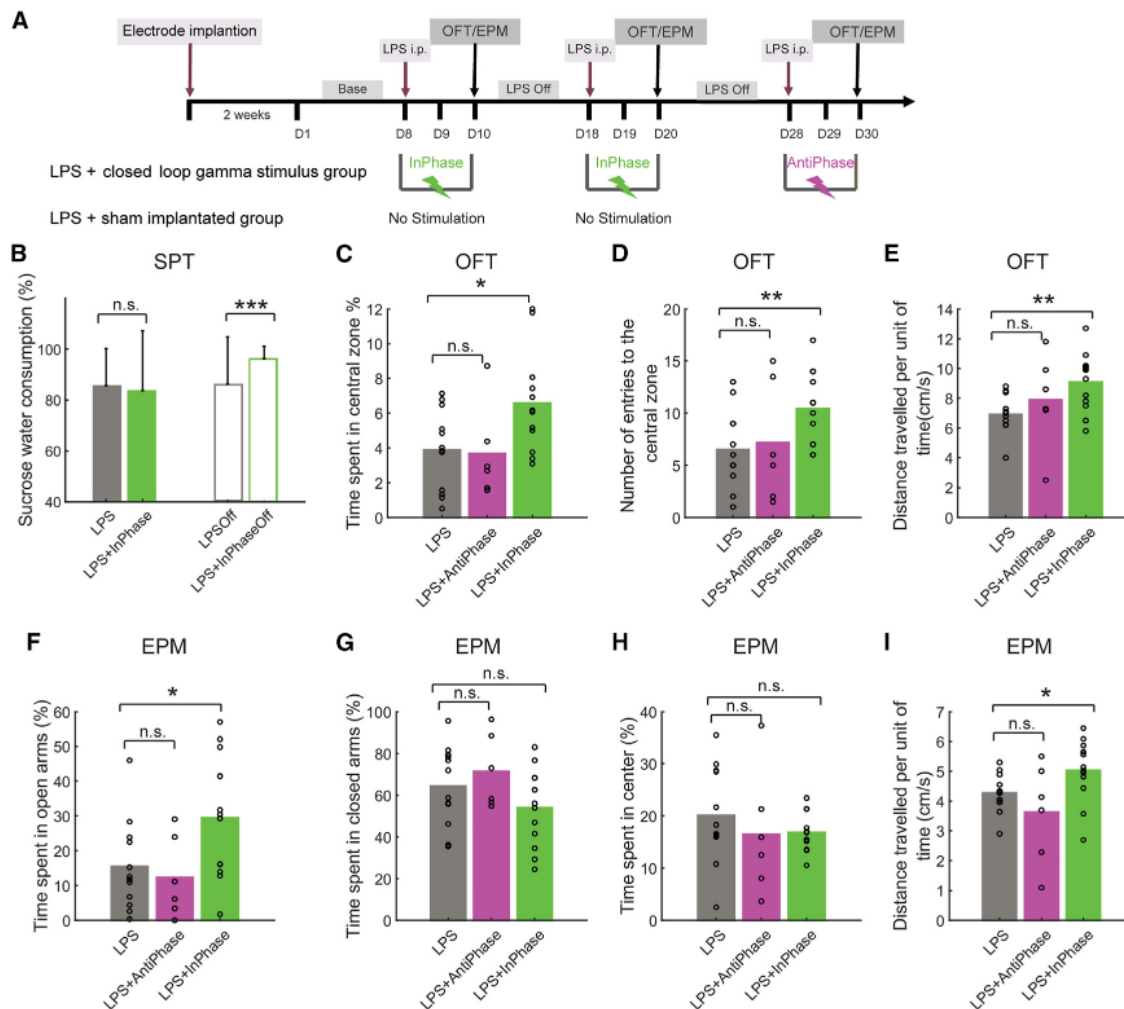 A
Electrode implantion
LPS i.p.
OFT/EPM
LPS i.p.
OFT/EPM
LPS i.p.
OFT/EPM
Base
LPS Off
LPS Off
2 weeks
D1
D8
D9
D10
D18
D19
D20
D28
D29
D30
LPS + closed loop gamma stimulus group
InPhase
InPhase
AntiPhase
LPS + sham implantated group
No Stimulation
No Stimulation
B
SPT
Sucrose water consumption (%)
100
80
60
40
n.s.
***
LPS
LPS+InPhase
LPSOff
LPS+InPhaseOff
C
OFT
Time spent in central zone %
12
10
8
6
4
2
0
*
n.s.
LPS
LPS+AntiPhase
LPS+InPhase
D
OFT
Number of entries to the
central zone
20
15
10
5
0
**
n.s.
LPS
LPS+AntiPhase
LPS+InPhase
E
OFT
Distance travelled per unit of
time(cm/s)
14
12
10
8
6
4
2
0
**
n.s.
LPS
LPS+AntiPhase
LPS+InPhase
F
EPM
Time spent in open arms (%)
60
50
40
30
20
10
0
*
n.s.
LPS
LPS+AntiPhase
LPS+InPhase
G
EPM
Time spent in closed arms (%)
100
80
60
40
20
0
n.s.
n.s.
LPS
LPS+AntiPhase
LPS+InPhase
H
EPM
Time spent in center (%)
40
30
20
10
0
n.s.
n.s.
LPS
LPS+AntiPhase
LPS+InPhase
I
EPM
Distance travelled per unit of
time (cm/s)
7
6
5
4
3
2
1
0
*
n.s.
LPS
LPS+AntiPhase
LPS+InPhase